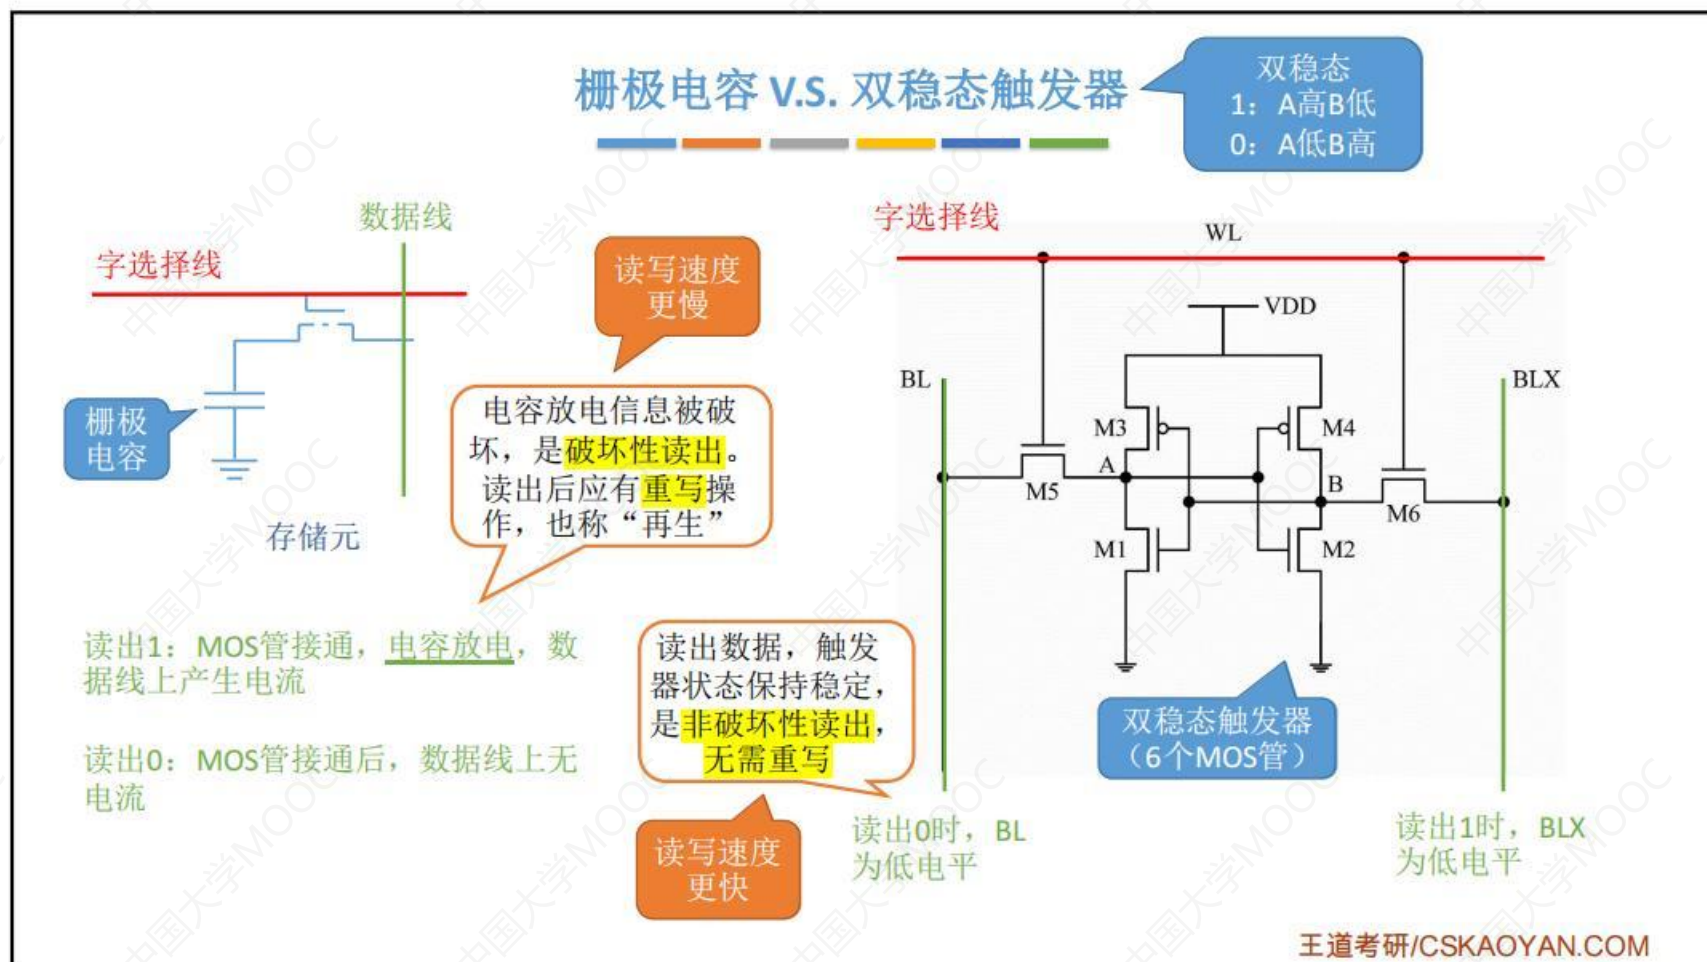 栅极电容 V.S. 双稳态触发器
双稳态
1：A高B低
0：A低B高
数据线
字选择线
栅极
电容
存储元
读写速度
更慢
电容放电信息被破
坏，是破坏性读出。
读出后应有重写操
作，也称“再生”
读出1：MOS管接通，电容放电，数
据线上产生电流
读出0：MOS管接通后，数据线上无
电流
读出数据，触发
器状态保持稳定，
是非破坏性读出，
无需重写
读写速度
更快
字选择线
WL
VDD
BL
BLX
M3
M4
A
M5
B
M6
M1
M2
双稳态触发器
（6个MOS管）
读出0时，BL
为低电平
读出1时，BLX
为低电平
王道考研/CSKAOYAN.COM
中国大学MOOC